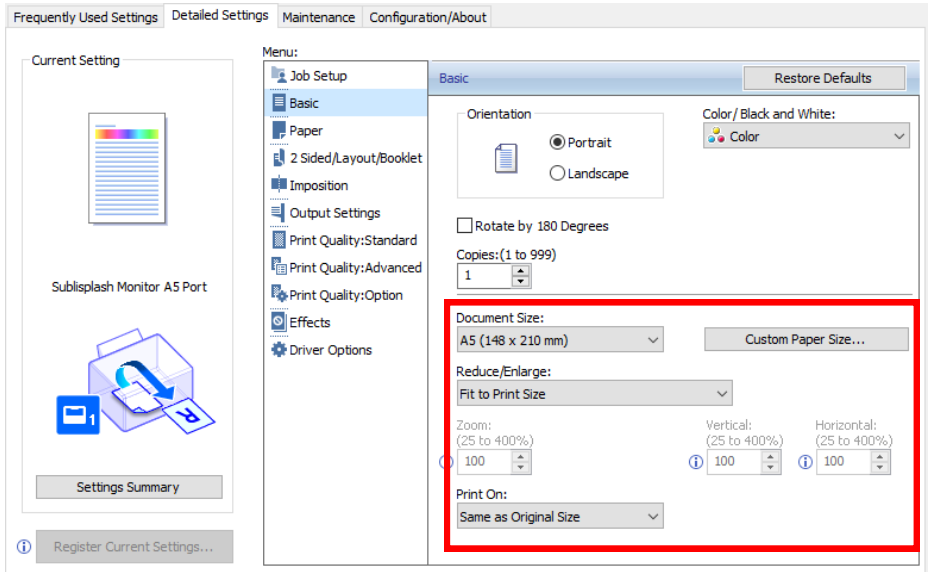 Frequently Used Settings Detailed Settings Maintenance Configuration/About
Current Setting
Sublisplash Monitor A5 Port
1
R
Settings Summary
Register Current Settings...
Menu:
Job Setup
Basic
Paper
2 Sided/Layout/Booklet
Imposition
Output Settings
Print Quality:Standard
Print Quality:Advanced
Print Quality:Option
Effects
Driver Options
Basic
Restore Defaults
Orientation
Portrait
Landscape
Color/Black and White:
Color
Rotate by 180 Degrees
Copies:(1 to 999)
1
Document Size:
A5 (148 x 210 mm)
Custom Paper Size...
Reduce/Enlarge:
Fit to Print Size
Zoom:
(25 to 400%)
100
Vertical:
(25 to 400%)
100
Horizontal:
(25 to 400%)
100
Print On:
Same as Original Size